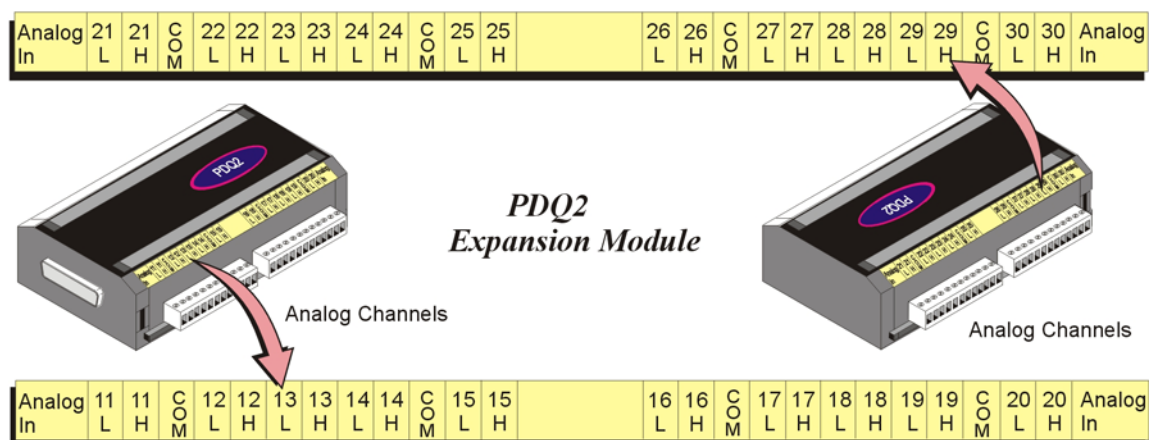 Analog In 21 L 21 H COM 22 L 22 H 23 L 23 H 24 L 24 H COM 25 L 25 H 26 L 26 H COM 27 L 27 H 28 L 28 H 29 L 29 H COM 30 L 30 H Analog In
PDQ2
PDQ2
PDQ2
Expansion Module
Analog Channels
Analog Channels
Analog In 11 L 11 H COM 12 L 12 H 13 L 13 H 14 L 14 H COM 15 L 15 H 16 L 16 H COM 17 L 17 H 18 L 18 H 19 L 19 H COM 20 L 20 H Analog In